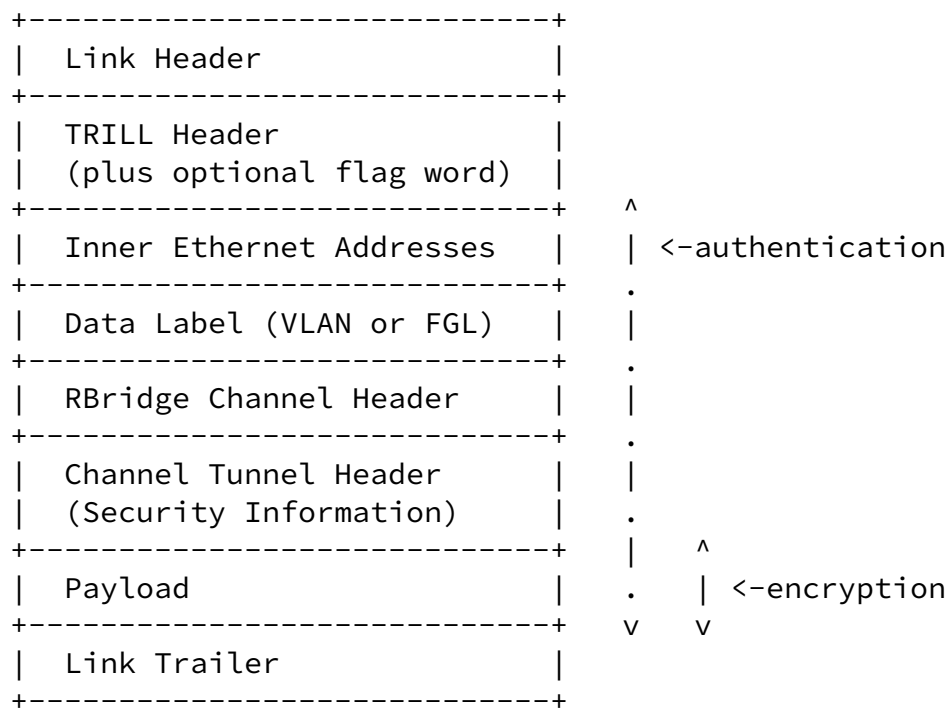 +-----------------------------+
|  Link Header                |
+-----------------------------+
|  TRILL Header               |
|  (plus optional flag word)  |
+-----------------------------+   ^
|  Inner Ethernet Addresses   |   | <-authentication
+-----------------------------+   .
|  Data Label (VLAN or FGL)   |   |
+-----------------------------+   .
|  RBridge Channel Header     |   |
+-----------------------------+   .
|  Channel Tunnel Header      |   |
|  (Security Information)     |   .
+-----------------------------+   |   ^
|  Payload                    |   .   | <-encryption
+-----------------------------+   v   v
|  Link Trailer               |
+-----------------------------+